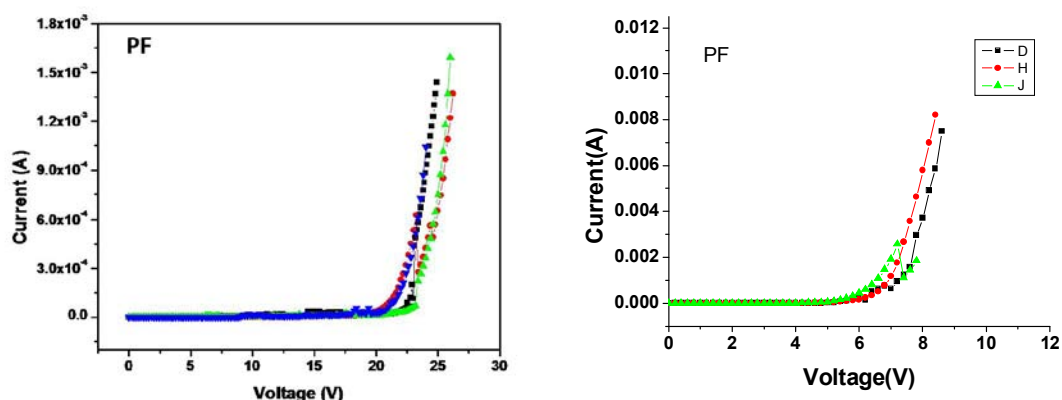 1.8x10⁻³
PF
1.5x10⁻³
1.2x10⁻³
9.0x10⁻⁴
6.0x10⁻⁴
3.0x10⁻⁴
0.0
Current (A)
0 5 10 15 20 25 30
Voltage (V)
0.012
PF
D
H
J
0.010
0.008
0.006
0.004
0.002
0.000
Current(A)
0 2 4 6 8 10 12
Voltage(V)